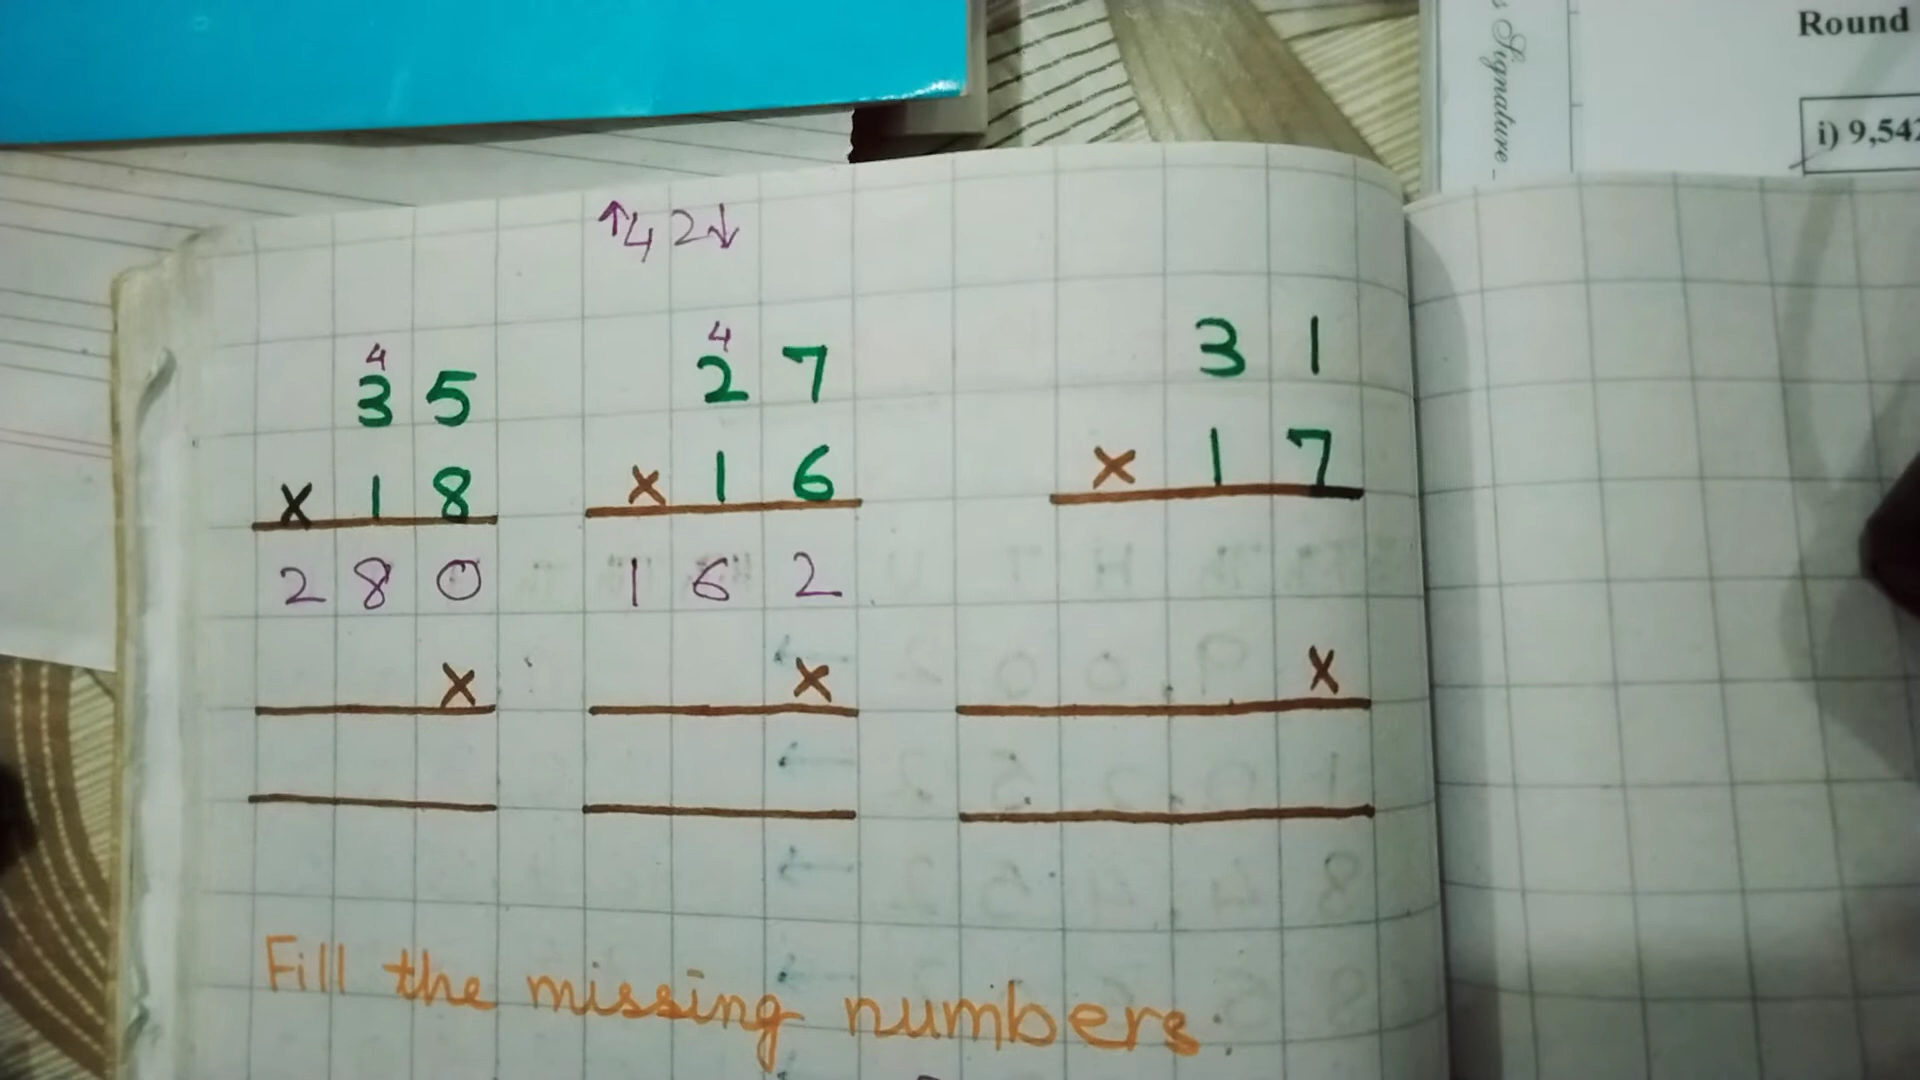 s Signature
Round
i) 9,542
↑4 2↓
4
3 5
x 1 8
2 8 0
x
4
2 7
x 1 6
1 6 2
x
3 1
x 1 7
x
Fill the missing numbers.